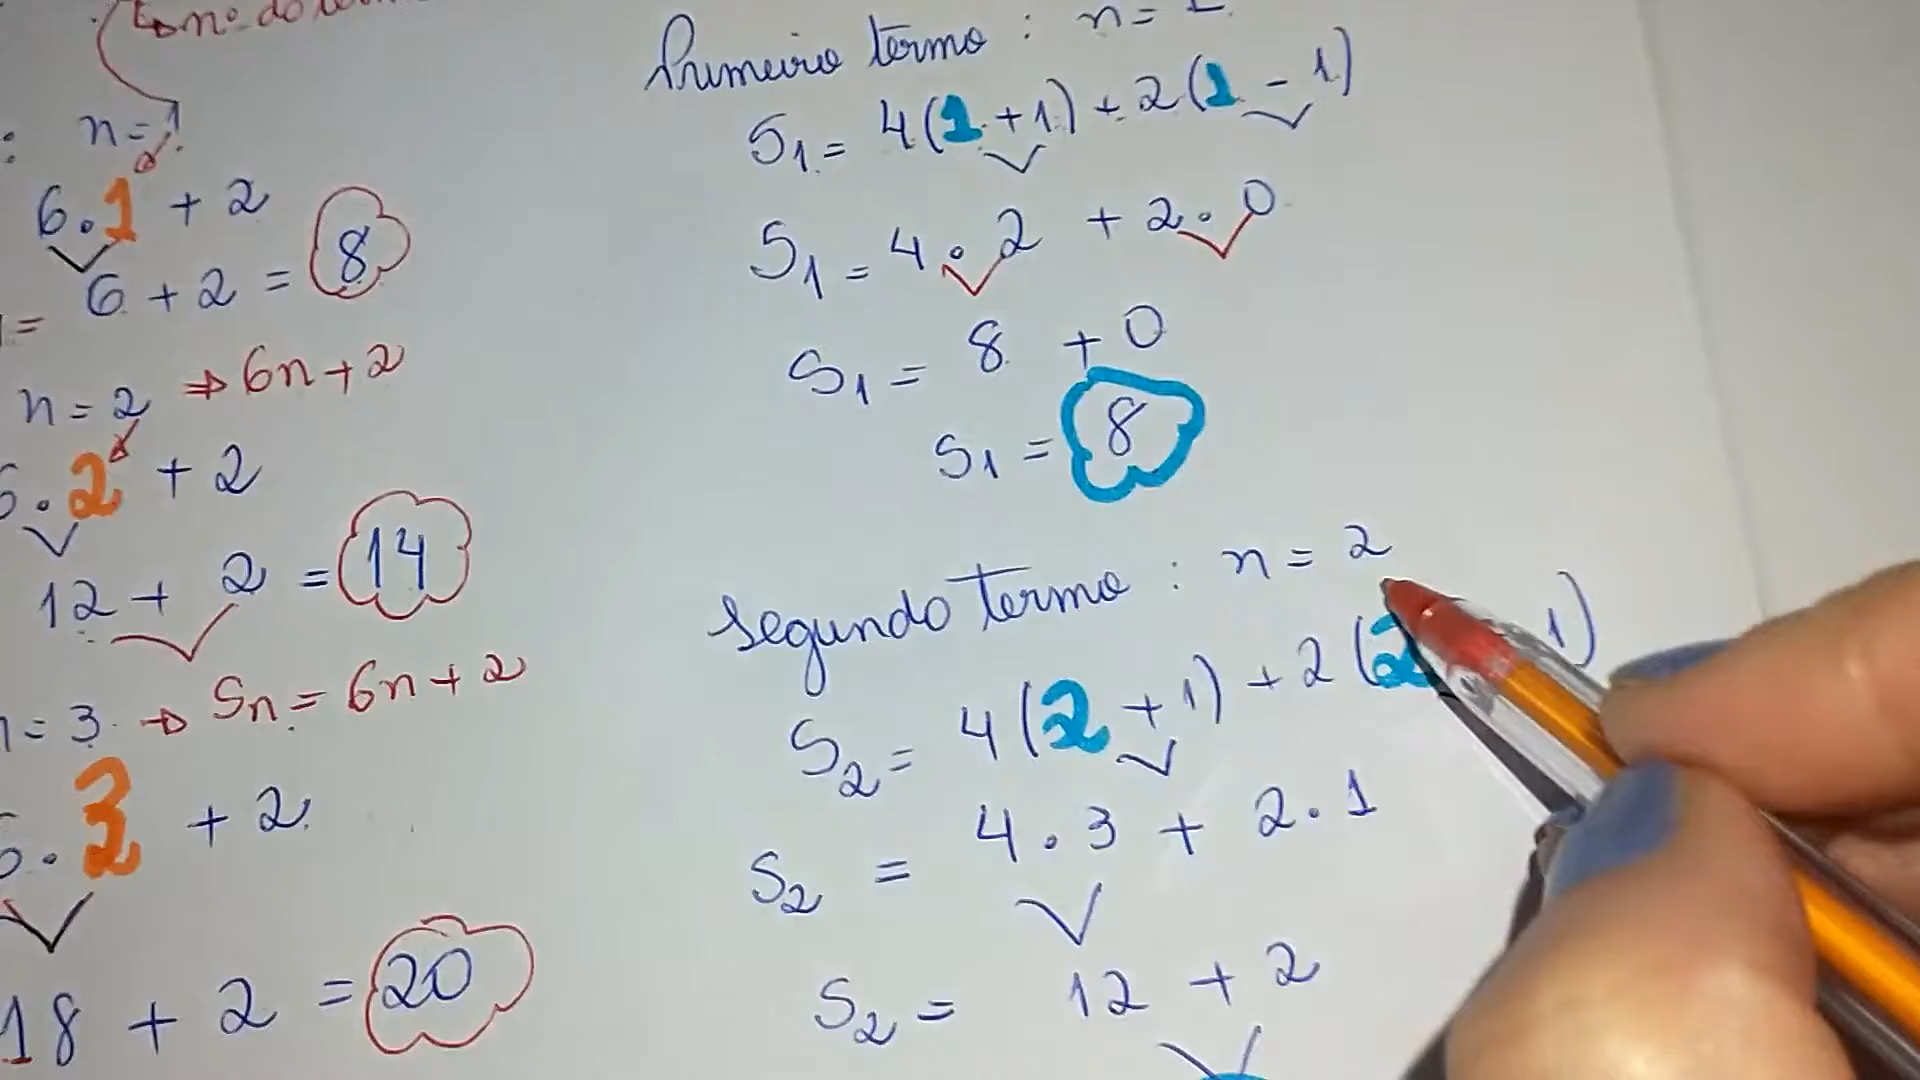 n=1
6.1 + 2
6 + 2 = 8
n = 2 ⇒ 6n + 2
.2 + 2
12 + 2 = 14
= 3 → Sn = 6n + 2
.3 + 2
18 + 2 = 20
Primeiro termo : n =
S1 = 4(1 + 1) + 2(1 - 1)
S1 = 4 . 2 + 2 . 0
S1 = 8 + 0
S1 = 8
Segundo termo : n = 2
S2 = 4(2 + 1) + 2(2 1)
S2 = 4 . 3 + 2 . 1
S2 = 12 + 2